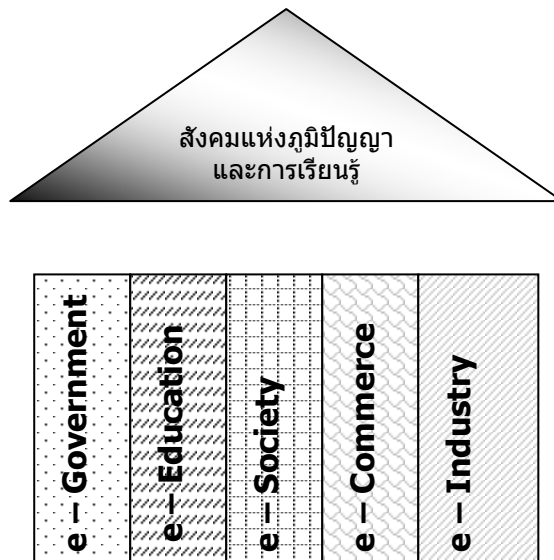 สังคมแห่งภูมิปัญญา
และการเรียนรู้
e – Government
e – Education
e – Society
e – Commerce
e – Industry